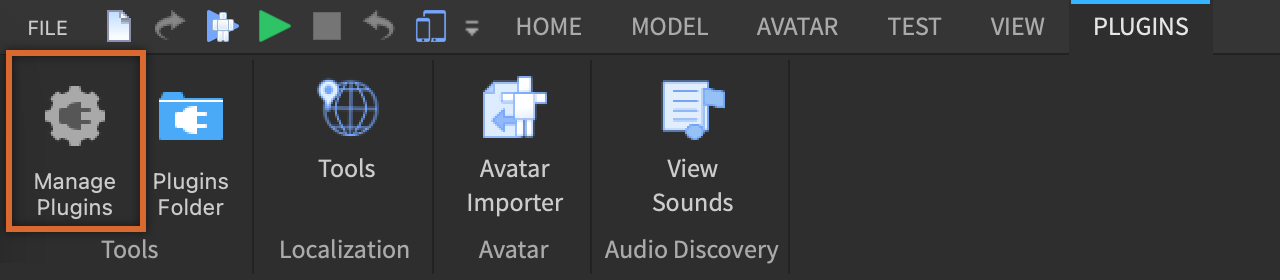 FILE
HOME
MODEL
AVATAR
TEST
VIEW
PLUGINS
Manage
Plugins
Plugins
Folder
Tools
Tools
Localization
Avatar
Importer
Avatar
View
Sounds
Audio Discovery